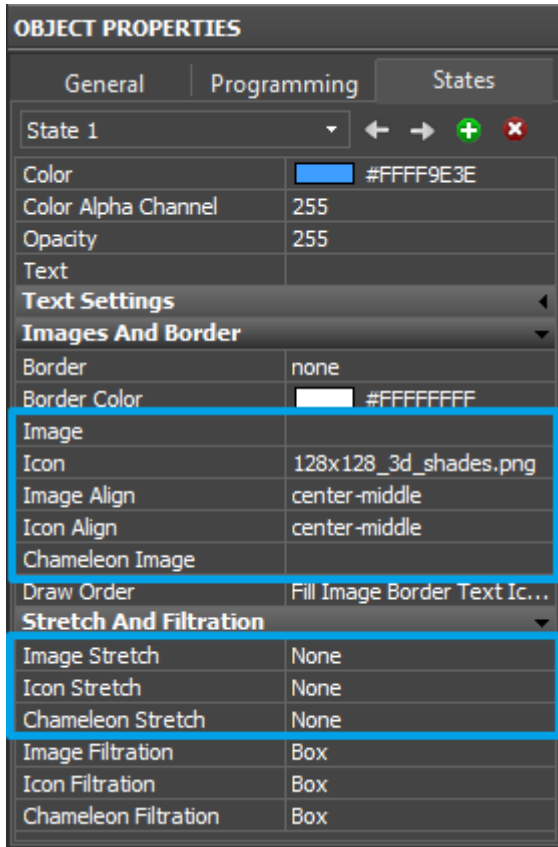 OBJECT PROPERTIES
General Programming States
State 1
Color #FFFF9E3E
Color Alpha Channel 255
Opacity 255
Text
Text Settings
Images And Border
Border none
Border Color #FFFFFFFF
Image
Icon 128x128_3d_shades.png
Image Align center-middle
Icon Align center-middle
Chameleon Image
Draw Order Fill Image Border Text Ic...
Stretch And Filtration
Image Stretch None
Icon Stretch None
Chameleon Stretch None
Image Filtration Box
Icon Filtration Box
Chameleon Filtration Box